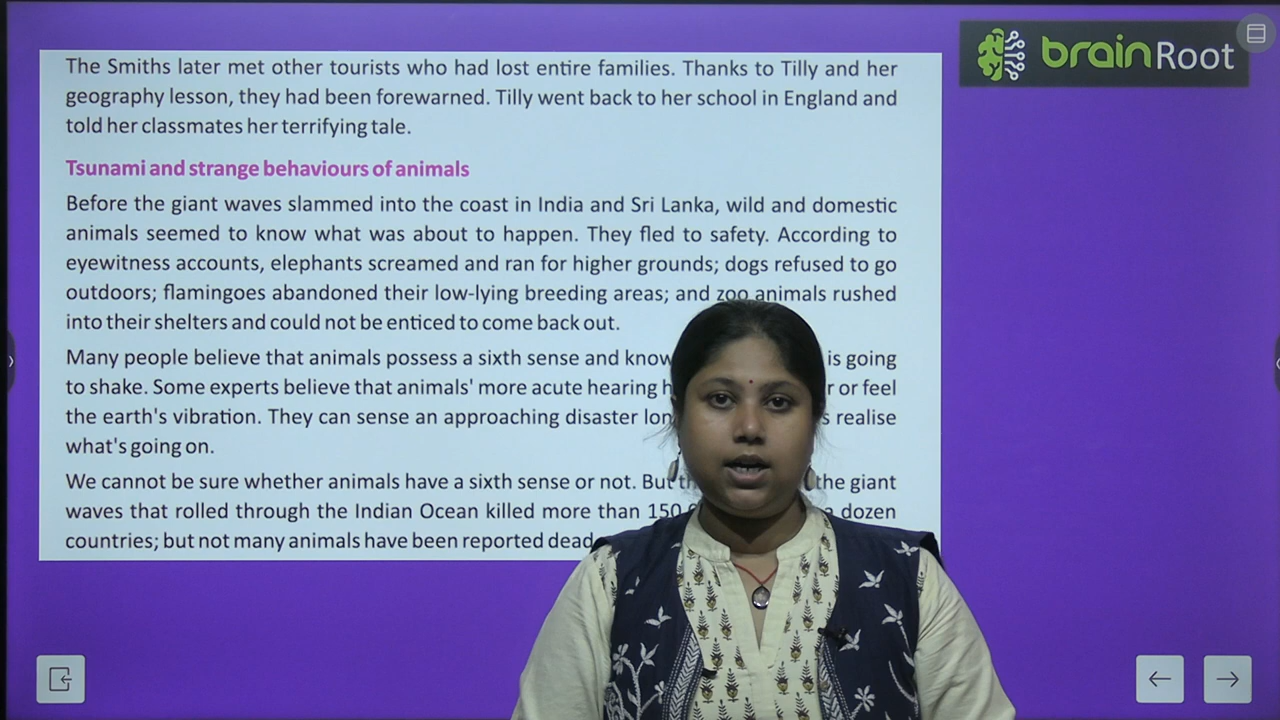 brainRoot
The Smiths later met other tourists who had lost entire families. Thanks to Tilly and her
geography lesson, they had been forewarned. Tilly went back to her school in England and
told her classmates her terrifying tale.
Tsunami and strange behaviours of animals
Before the giant waves slammed into the coast in India and Sri Lanka, wild and domestic
animals seemed to know what was about to happen. They fled to safety. According to
eyewitness accounts, elephants screamed and ran for higher grounds; dogs refused to go
outdoors; flamingoes abandoned their low-lying breeding areas; and zoo animals rushed
into their shelters and could not be enticed to come back out.
Many people believe that animals possess a sixth sense and know is going
to shake. Some experts believe that animals' more acute hearing or feel
the earth's vibration. They can sense an approaching disaster realise
what's going on.
We cannot be sure whether animals have a sixth sense or not. But the giant
waves that rolled through the Indian Ocean killed more than dozen
countries; but not many animals have been reported dead